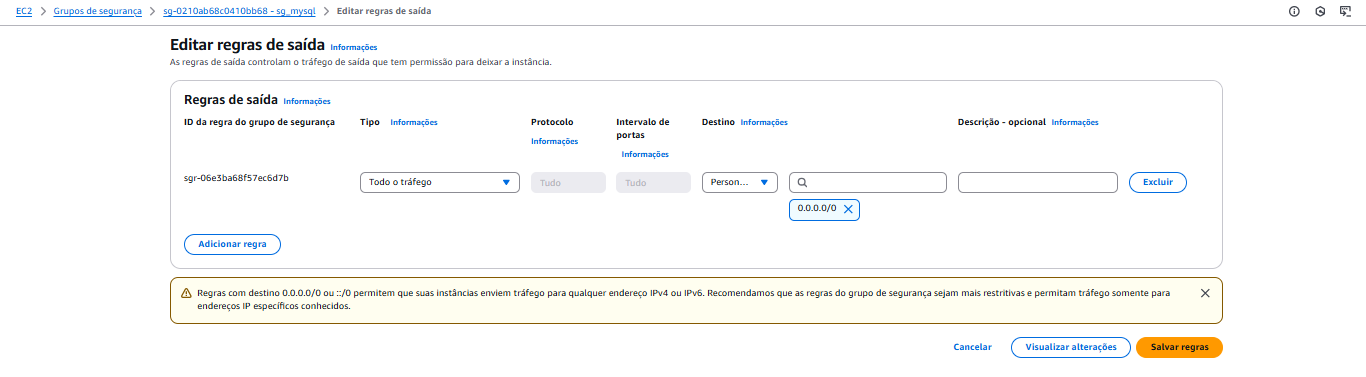 EC2 > Grupos de segurança > sg-0210ab68c0410bb68 - sg_mysql > Editar regras de saída
Editar regras de saída Informações
As regras de saída controlam o tráfego de saída que tem permissão para deixar a instância.
Regras de saída Informações
ID da regra do grupo de segurança
Tipo Informações
Protocolo
Informações
Intervalo de
portas
Informações
Destino Informações
Descrição - opcional Informações
sgr-06e3ba68f57ec6d7b
Todo o tráfego
Tudo
Tudo
Person...
0.0.0.0/0
Excluir
Adicionar regra
Regras com destino 0.0.0.0/0 ou ::/0 permitem que suas instâncias enviem tráfego para qualquer endereço IPv4 ou IPv6. Recomendamos que as regras do grupo de segurança sejam mais restritivas e permitam tráfego somente para
endereços IP específicos conhecidos.
Cancelar
Visualizar alterações
Salvar regras